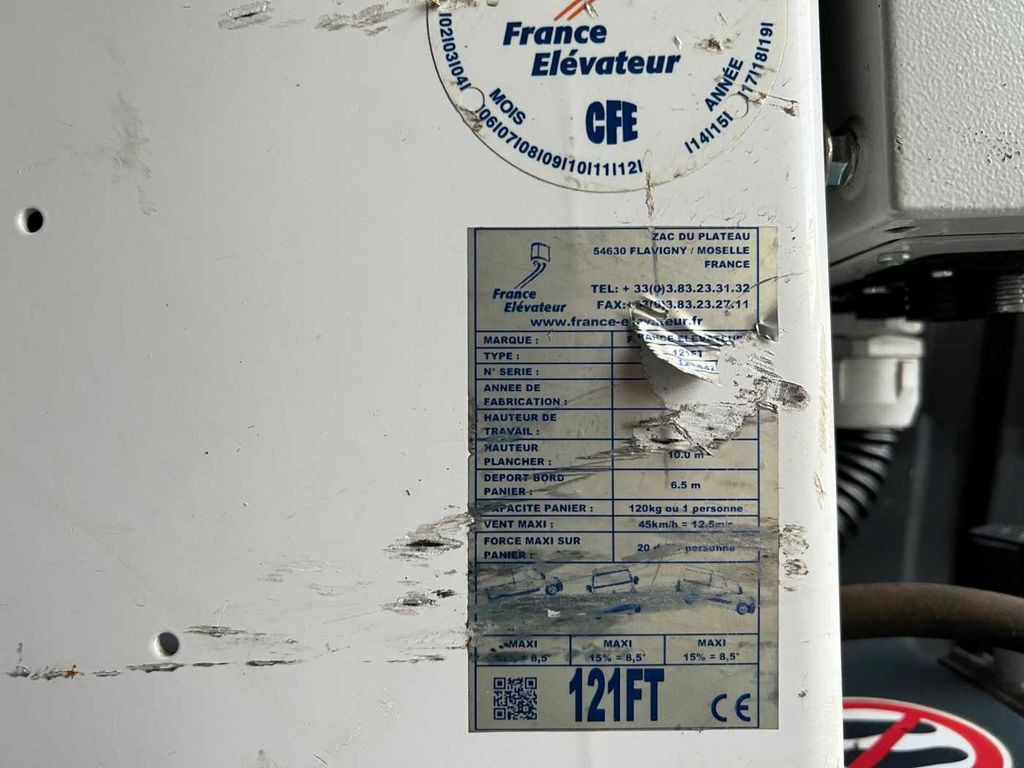 France
Elévateur
CFE
MOIS
ANNÉE
|02|03|04|
|06|07|08|09|10|11|12|
|14|15|
|17|18|19|
ZAC DU PLATEAU
54630 FLAVIGNY / MOSELLE
FRANCE
France
Elévateur
TEL: + 33(0)3.83.23.31.32
FAX: 3.83.23.27.11
www.france-elevateur.fr
MARQUE :
TYPE : 121FT
N° SERIE :
ANNEE DE
FABRICATION :
HAUTEUR DE
TRAVAIL :
HAUTEUR
PLANCHER : 10.0 m
DEPORT BORD
PANIER : 6.5 m
CAPACITE PANIER : 120kg ou 1 personne
VENT MAXI : 45km/h = 12.5m/s
FORCE MAXI SUR
PANIER : 20 personne
MAXI MAXI MAXI
= 8,5° 15% = 8,5° 15% = 8,5°
121FT CE